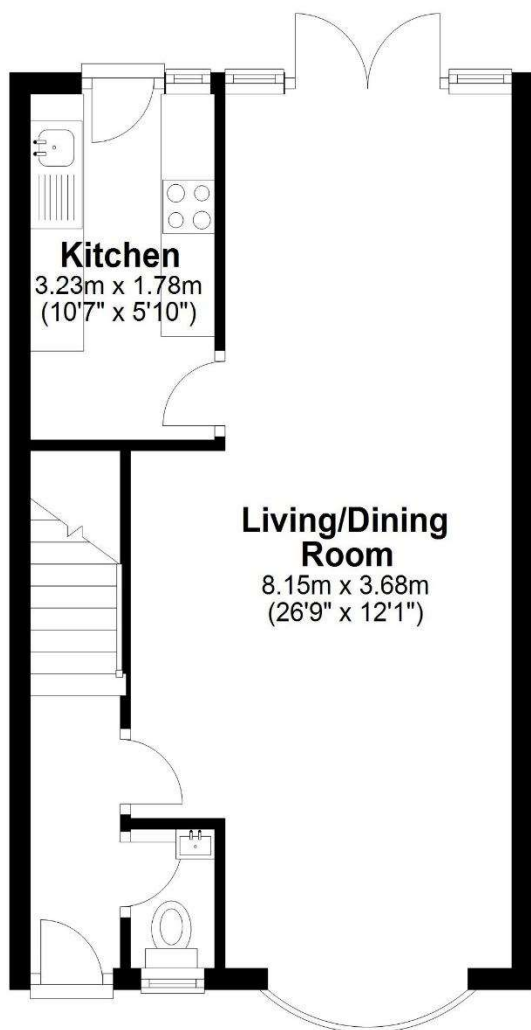 Kitchen
3.23m x 1.78m
(10'7" x 5'10")
Living/Dining
Room
8.15m x 3.68m
(26'9" x 12'1")